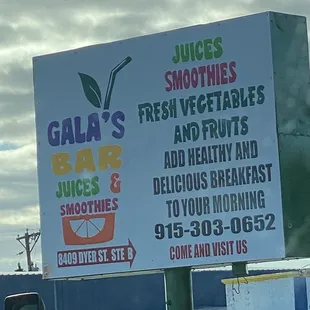 GALA'S
BAR
JUICES &
SMOOTHIES
8409 DYER ST. STE B
JUICES
SMOOTHIES
FRESH VEGETABLES
AND FRUITS
ADD HEALTHY AND
DELICIOUS BREAKFAST
TO YOUR MORNING
915-303-0652
COME AND VISIT US